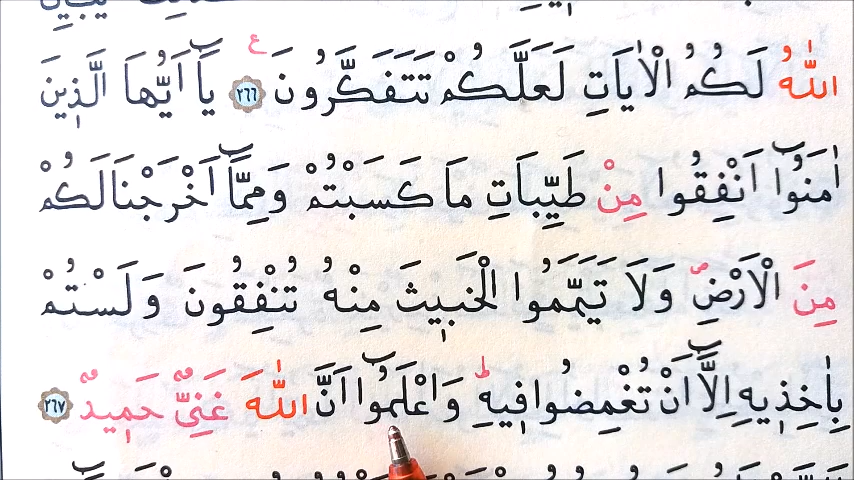 اللّٰهُ لَكُمُ الْاٰيَاتِ لَعَلَّكُمْ تَتَفَكَّرُونَ ع ٢٦٦ يَٓا اَيُّهَا الَّذ۪ينَ
اٰمَنُٓوا اَنْفِقُوا مِنْ طَيِّبَاتِ مَا كَسَبْتُمْ وَمِمَّٓا اَخْرَجْنَا لَكُمْ
مِنَ الْاَرْضِۖ وَلَا تَيَمَّمُوا الْخَب۪يثَ مِنْهُ تُنْفِقُونَ وَلَسْتُمْ
بِاٰخِذ۪يهِ اِلَّٓا اَنْ تُغْمِضُوا ف۪يهِۜ وَاعْلَمُٓوا اَنَّ اللّٰهَ غَنِيٌّ حَم۪يدٌ ٢٦٧